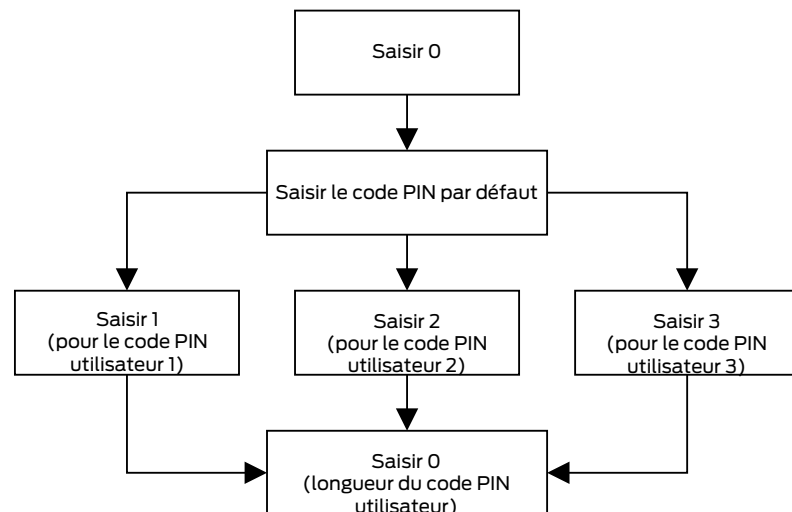 Saisir 0
Saisir le code PIN par défaut
Saisir 1
(pour le code PIN
utilisateur 1)
Saisir 2
(pour le code PIN
utilisateur 2)
Saisir 3
(pour le code PIN
utilisateur 3)
Saisir 0
(longueur du code PIN
utilisateur)